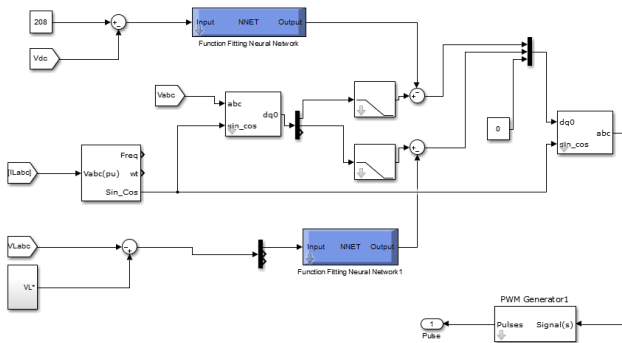 208
Input NNET Output
Function Fitting Neural Network
Vdc
Vabc
abc
dq0
sin_cos
0
dq0
abc
sin_cos
Freq
[ILabc]
Vabc(pu)
wt
Sin_Cos
VLabc
Input NNET Output
Function Fitting Neural Network1
VL*
PWM Generator1
1
Pulses Signal(s)
Pulse